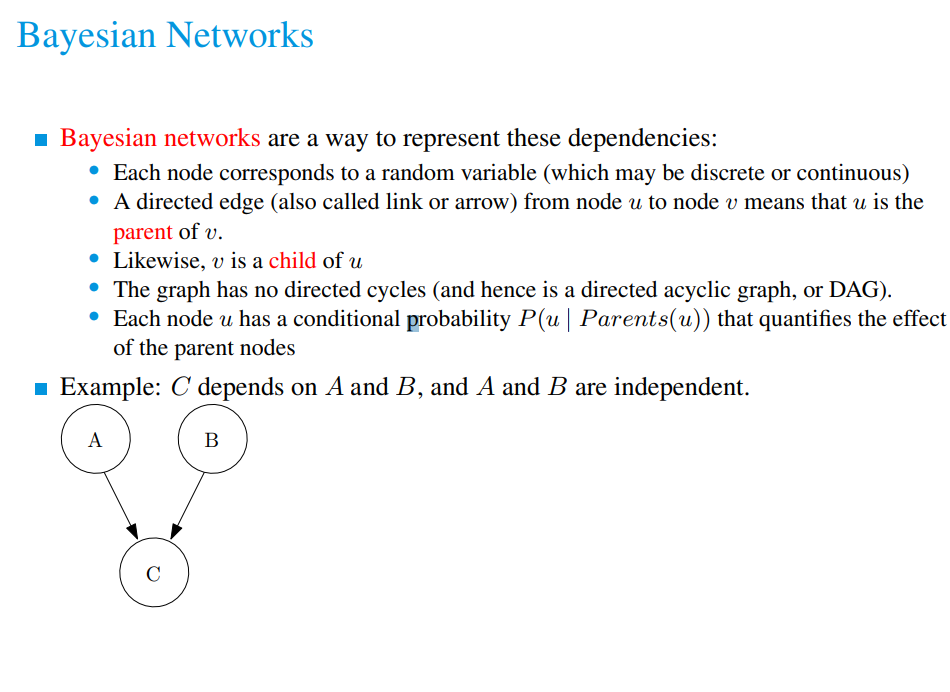 Bayesian Networks
Bayesian networks are a way to represent these dependencies:
Each node corresponds to a random variable (which may be discrete or continuous)
A directed edge (also called link or arrow) from node u to node v means that u is the
parent of v.
Likewise, v is a child of u
The graph has no directed cycles (and hence is a directed acyclic graph, or DAG).
Each node u has a conditional probability P(u | Parents(u)) that quantifies the effect
of the parent nodes
Example: C depends on A and B, and A and B are independent.
A B
C